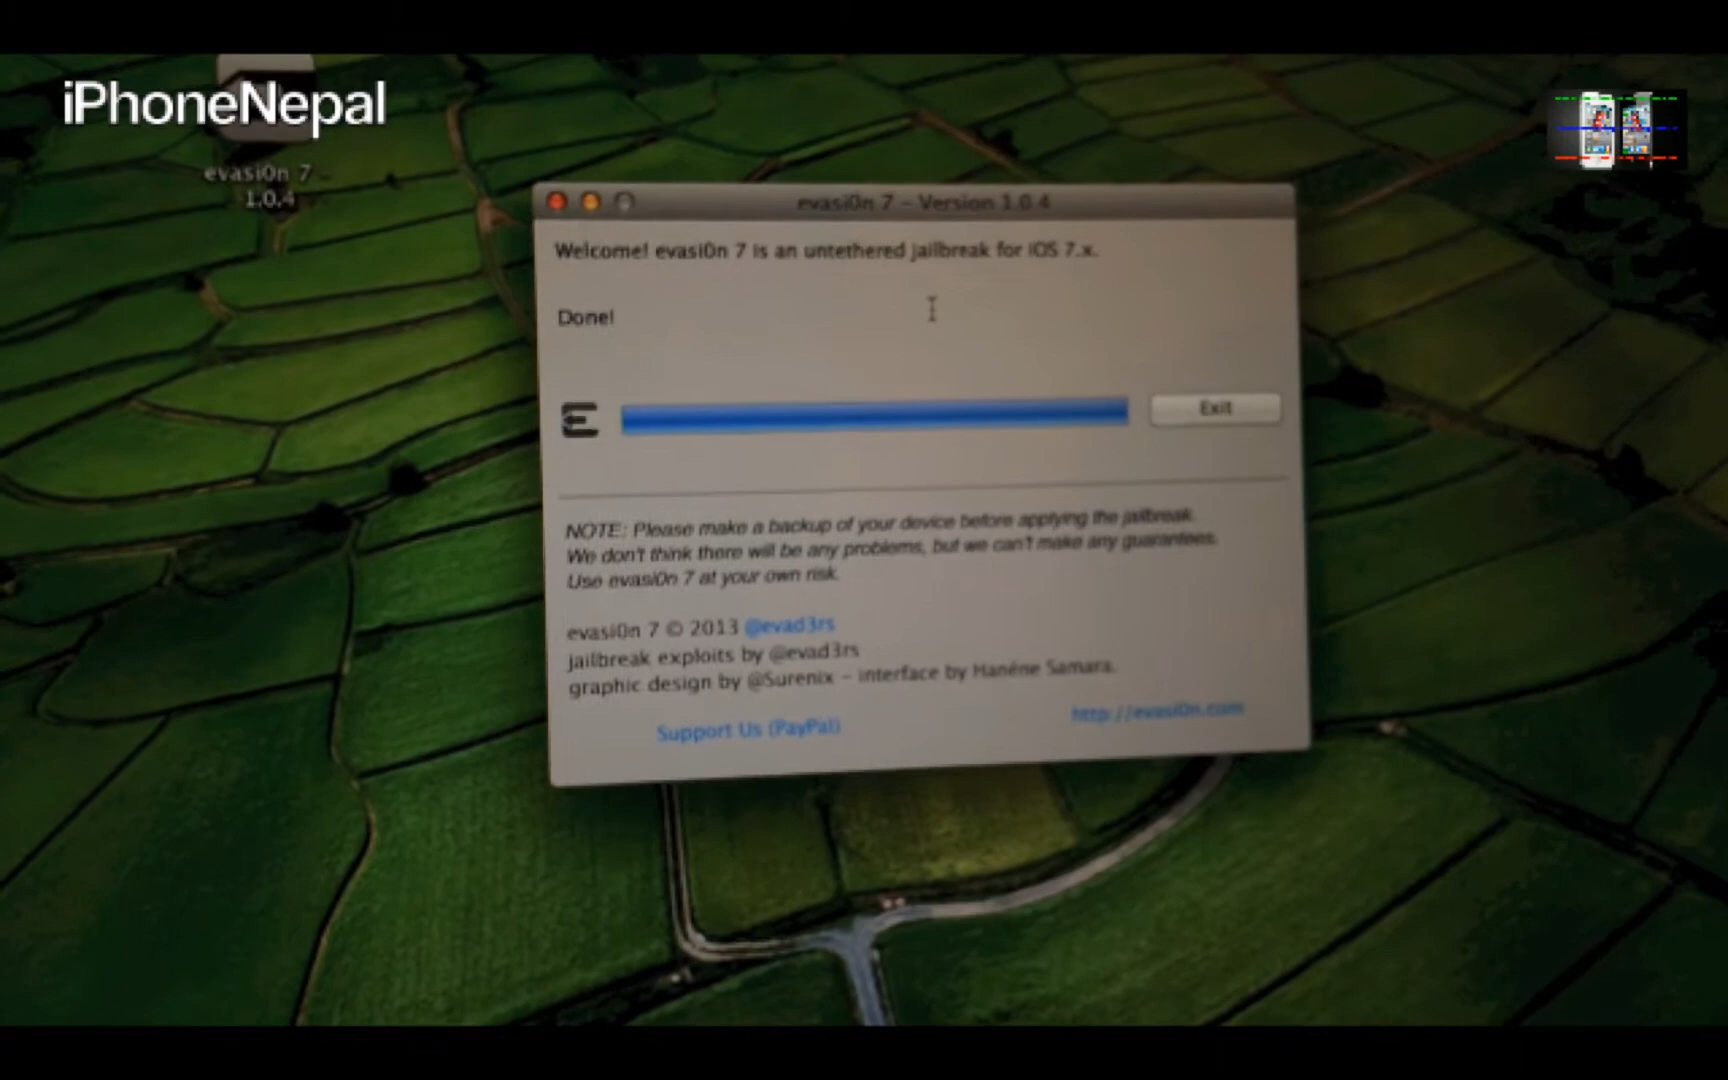 iPhoneNepal
evasi0n 7 -
1.0.4
evasi0n 7 – Version 1.0.4
Welcome! evasi0n 7 is an untethered jailbreak for iOS 7.x.
Done!
Exit
NOTE: Please make a backup of your device before applying the jailbreak.
We don't think there will be any problems, but we can't make any guarantees.
Use evasi0n 7 at your own risk.
evasi0n 7 © 2013 @evad3rs
jailbreak exploits by @evad3rs
graphic design by @Surenix – interface by Hanéne Samara.
Support Us (PayPal)
http://evasi0n.com